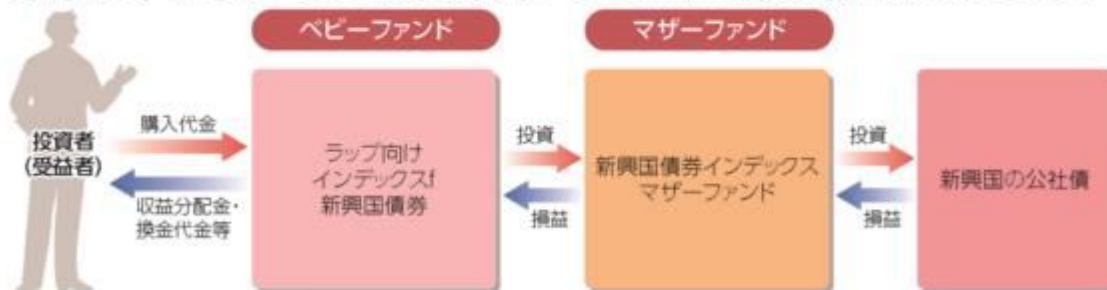 ベビーファンド
マザーファンド
投資者
(受益者)
購入代金
収益分配金・
換金代金等
ラップ向け
インデックスf
新興国債券
投資
損益
新興国債券インデックス
マザーファンド
投資
損益
新興国の公社債